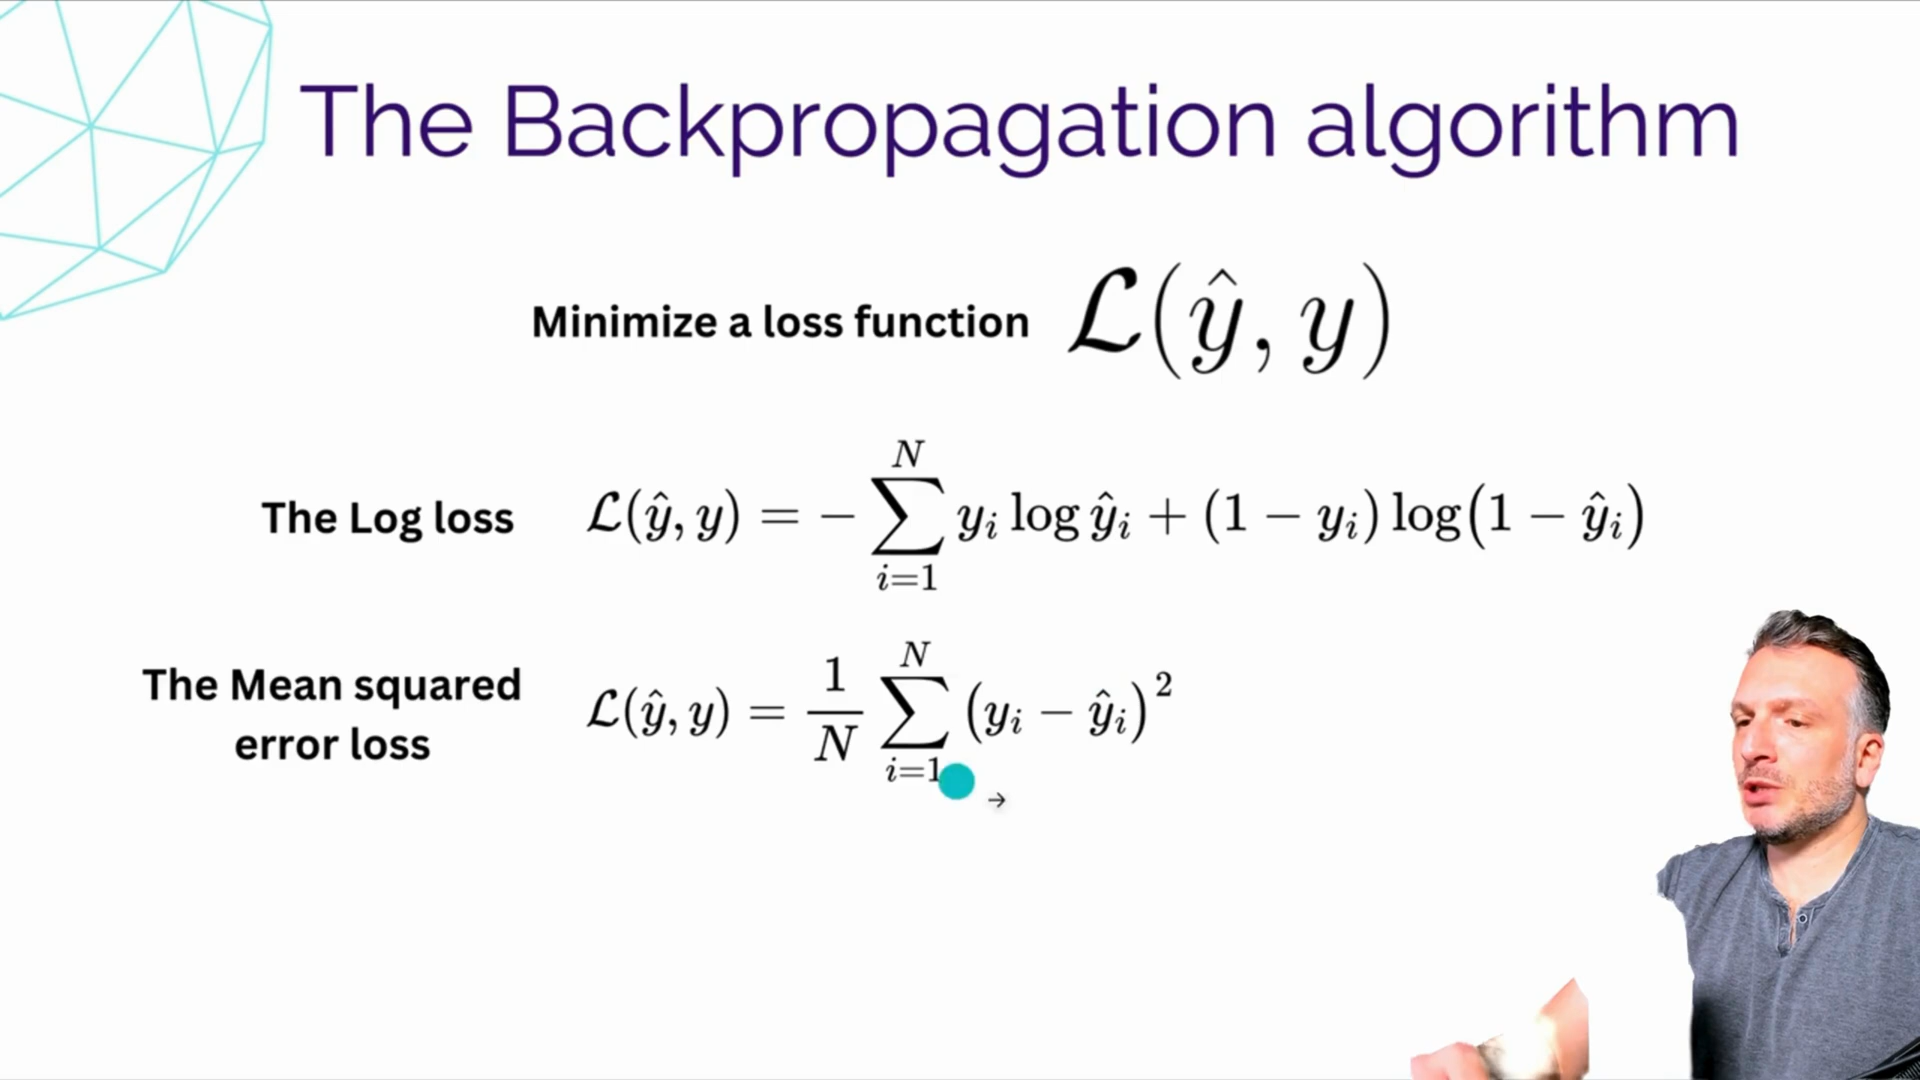 The Backpropagation algorithm
Minimize a loss function ℒ(ŷ, y)
The Log loss ℒ(ŷ, y) = − ∑_{i=1}^{N} y_i log ŷ_i + (1 − y_i) log(1 − ŷ_i)
The Mean squared
error loss
ℒ(ŷ, y) = 1/N ∑_{i=1}^{N} (y_i − ŷ_i)^2
→